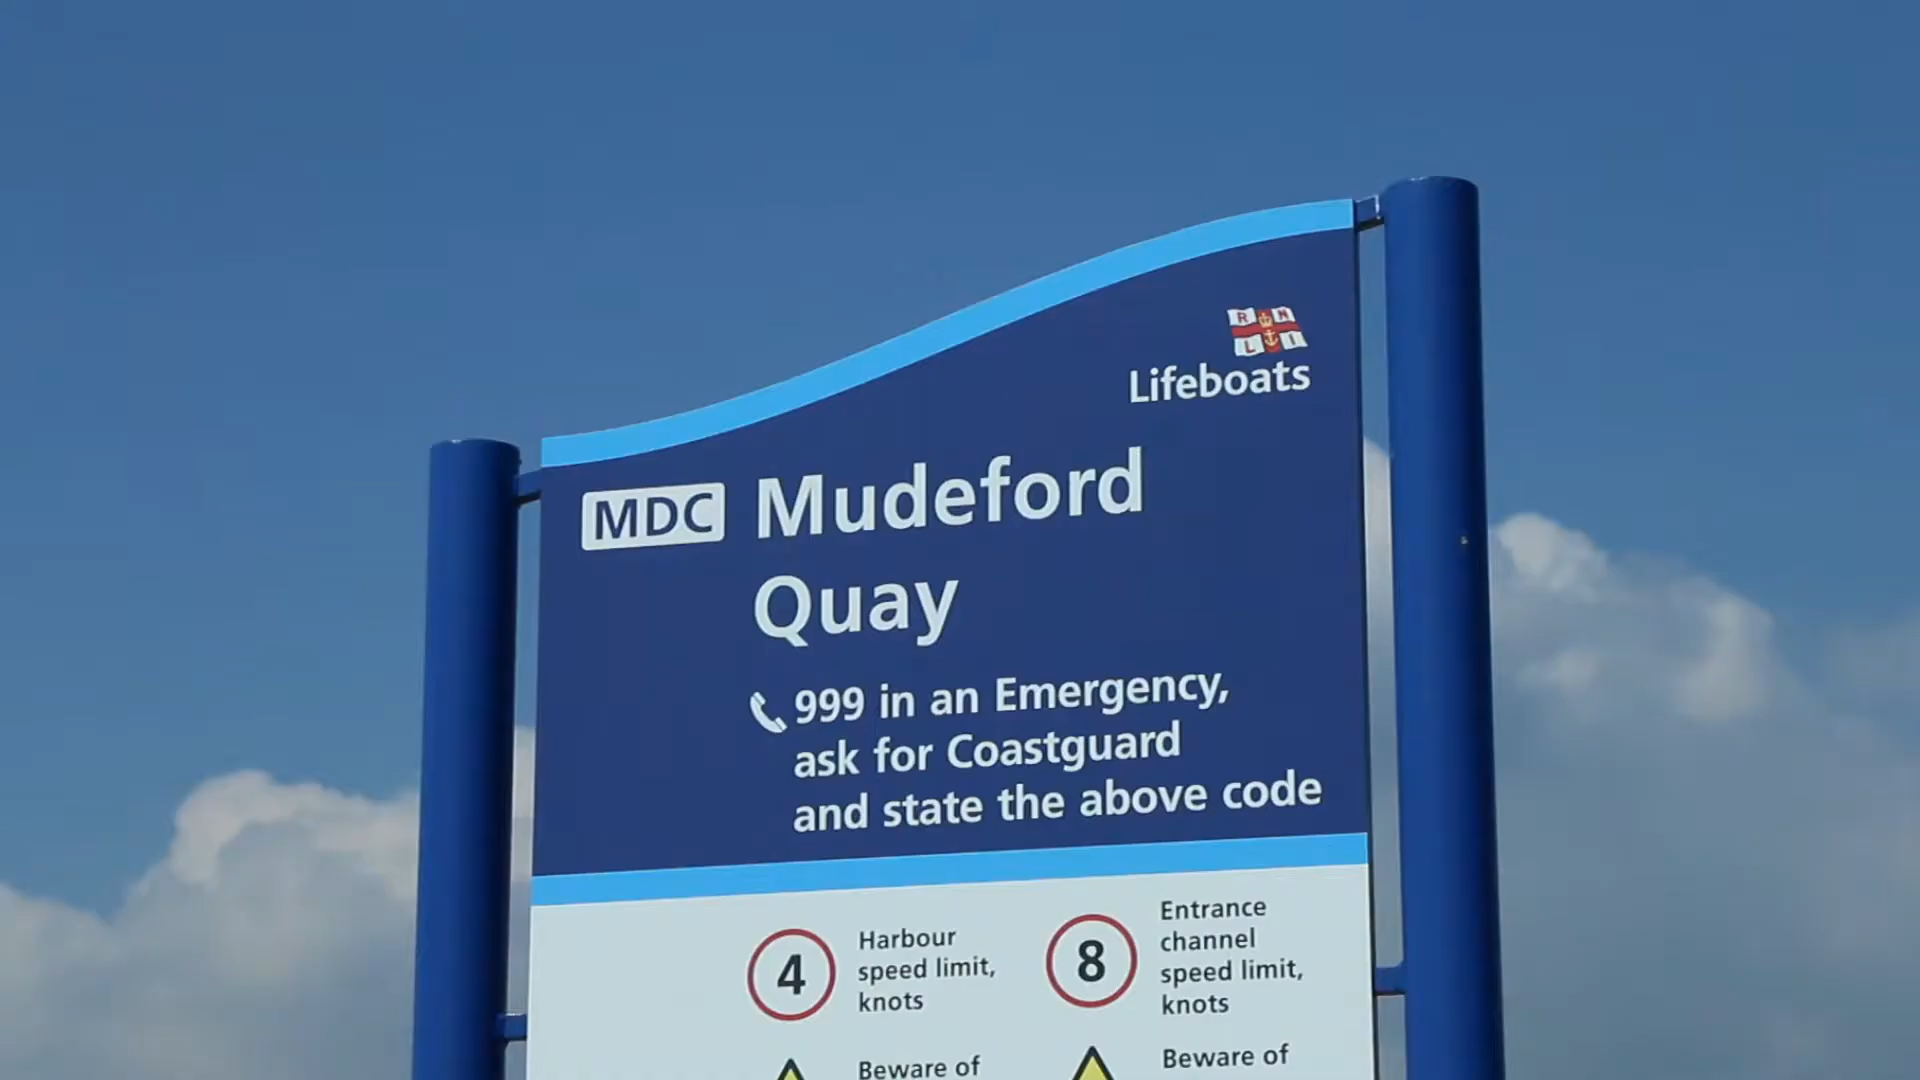 R N
L I
Lifeboats
MDC Mudeford
Quay
999 in an Emergency,
ask for Coastguard
and state the above code
4 Harbour
speed limit,
knots
8 Entrance
channel
speed limit,
knots
Beware of
Beware of